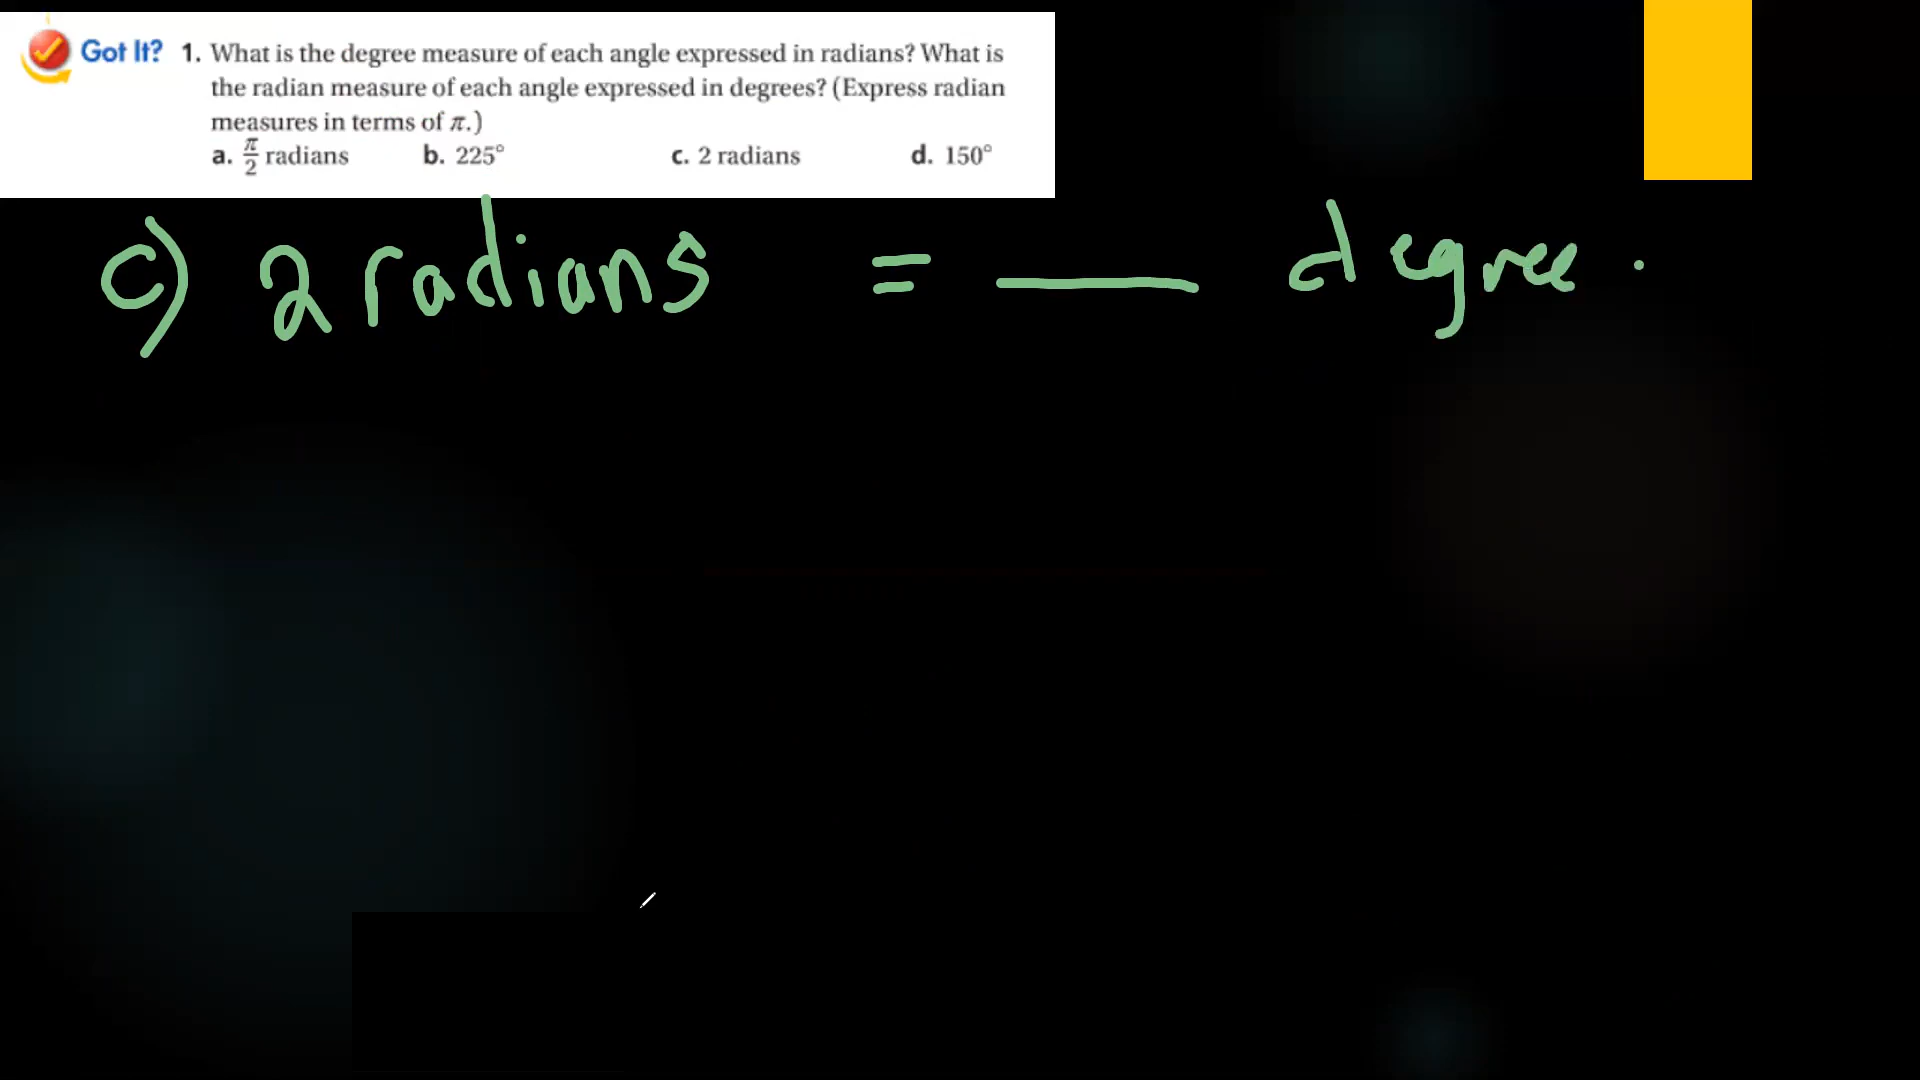 Got It? 1. What is the degree measure of each angle expressed in radians? What is
the radian measure of each angle expressed in degrees? (Express radian
measures in terms of π.)
a. π/2 radians b. 225° c. 2 radians d. 150°
c) 2 radians = ___ degree.